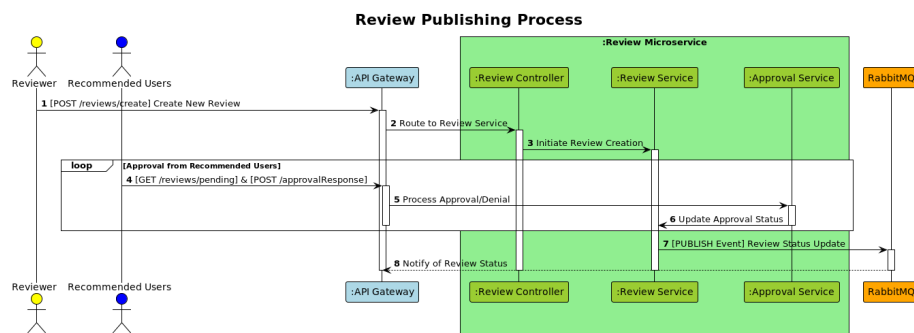 Review Publishing Process
:Review Microservice
Reviewer
Recommended Users
:API Gateway
:Review Controller
:Review Service
:Approval Service
RabbitMQ
1 [POST /reviews/create] Create New Review
2 Route to Review Service
3 Initiate Review Creation
loop [Approval from Recommended Users]
4 [GET /reviews/pending] & [POST /approvalResponse]
5 Process Approval/Denial
6 Update Approval Status
7 [PUBLISH Event] Review Status Update
8 Notify of Review Status
Reviewer
Recommended Users
:API Gateway
:Review Controller
:Review Service
:Approval Service
RabbitMQ